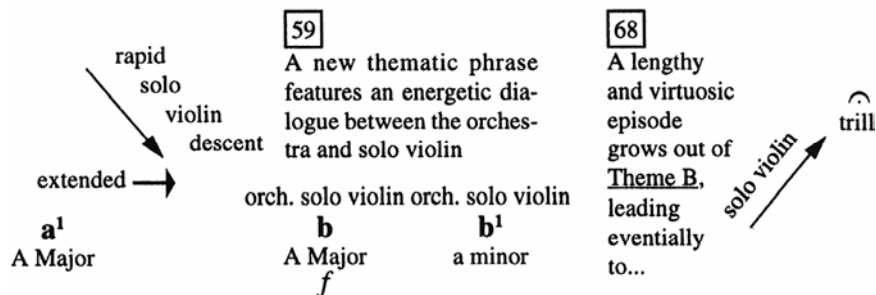 rapid
solo
violin
descent
extended
a¹
A Major
59
A new thematic phrase
features an energetic dia-
logue between the orches-
tra and solo violin
orch. solo violin orch. solo violin
b b¹
A Major a minor
f
68
A lengthy
and virtuosic
episode
grows out of
Theme B,
leading
eventially
to...
solo violin
trill